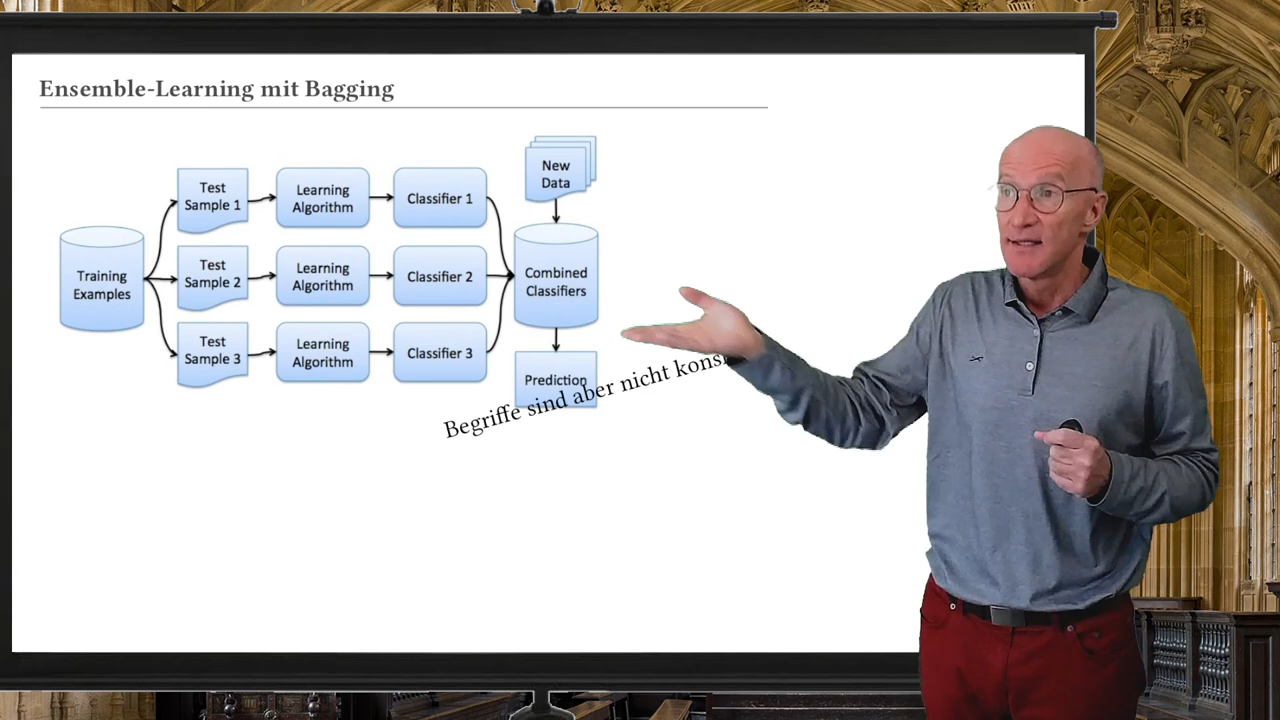 Ensemble-Learning mit Bagging
New
Data
Test
Sample 1
Learning
Algorithm
Classifier 1
Training
Examples
Test
Sample 2
Learning
Algorithm
Classifier 2
Combined
Classifiers
Test
Sample 3
Learning
Algorithm
Classifier 3
Prediction
Begriffe sind aber nicht